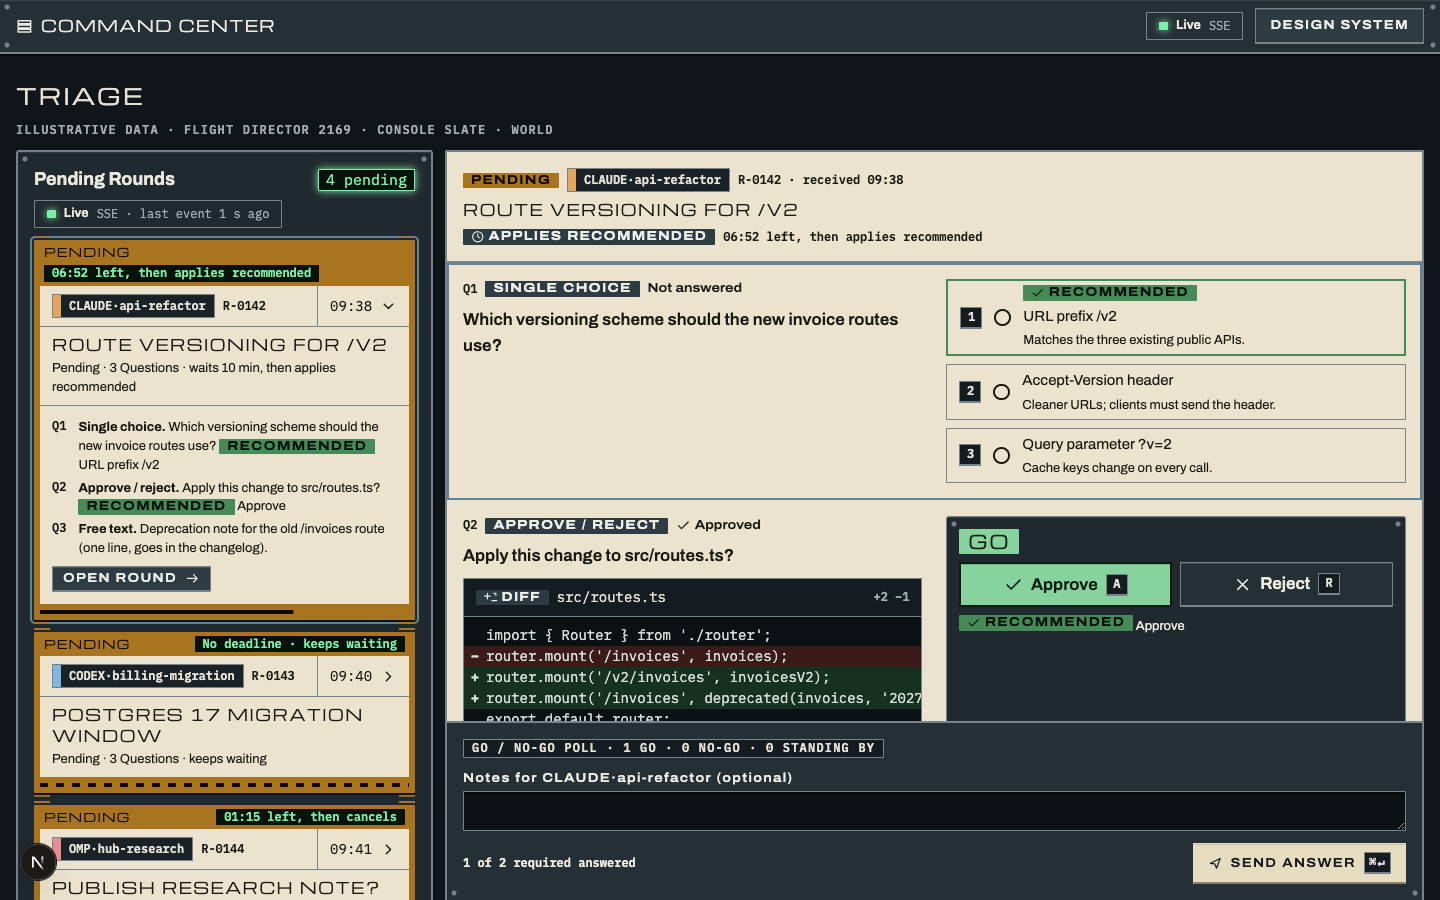 COMMAND CENTER
Live SSE
DESIGN SYSTEM
TRIAGE
ILLUSTRATIVE DATA · FLIGHT DIRECTOR 2169 · CONSOLE SLATE · WORLD
Pending Rounds
4 pending
Live SSE · last event 1 s ago
PENDING
06:52 left, then applies recommended
CLAUDE·api-refactor R-0142
09:38
ROUTE VERSIONING FOR /V2
Pending · 3 Questions · waits 10 min, then applies
recommended
Q1 Single choice. Which versioning scheme should the
new invoice routes use? RECOMMENDED
URL prefix /v2
Q2 Approve / reject. Apply this change to src/routes.ts?
RECOMMENDED Approve
Q3 Free text. Deprecation note for the old /invoices route
(one line, goes in the changelog).
OPEN ROUND →
PENDING
No deadline · keeps waiting
CODEX·billing-migration R-0143
09:40
POSTGRES 17 MIGRATION
WINDOW
Pending · 3 Questions · keeps waiting
PENDING
01:15 left, then cancels
OMP·hub-research R-0144
09:41
PUBLISH RESEARCH NOTE?
N
PENDING CLAUDE·api-refactor R-0142 · received 09:38
ROUTE VERSIONING FOR /V2
APPLIES RECOMMENDED 06:52 left, then applies recommended
Q1 SINGLE CHOICE Not answered
Which versioning scheme should the new invoice routes
use?
RECOMMENDED
1 URL prefix /v2
Matches the three existing public APIs.
2 Accept-Version header
Cleaner URLs; clients must send the header.
3 Query parameter ?v=2
Cache keys change on every call.
Q2 APPROVE / REJECT ✓ Approved
Apply this change to src/routes.ts?
DIFF src/routes.ts +2 −1
import { Router } from './router';
− router.mount('/invoices', invoices);
+ router.mount('/v2/invoices', invoicesV2);
+ router.mount('/invoices', deprecated(invoices, '2027
export default router;
GO
✓ Approve A
✕ Reject R
✓ RECOMMENDED Approve
GO / NO-GO POLL · 1 GO · 0 NO-GO · 0 STANDING BY
Notes for CLAUDE·api-refactor (optional)
1 of 2 required answered
SEND ANSWER ⌘↵